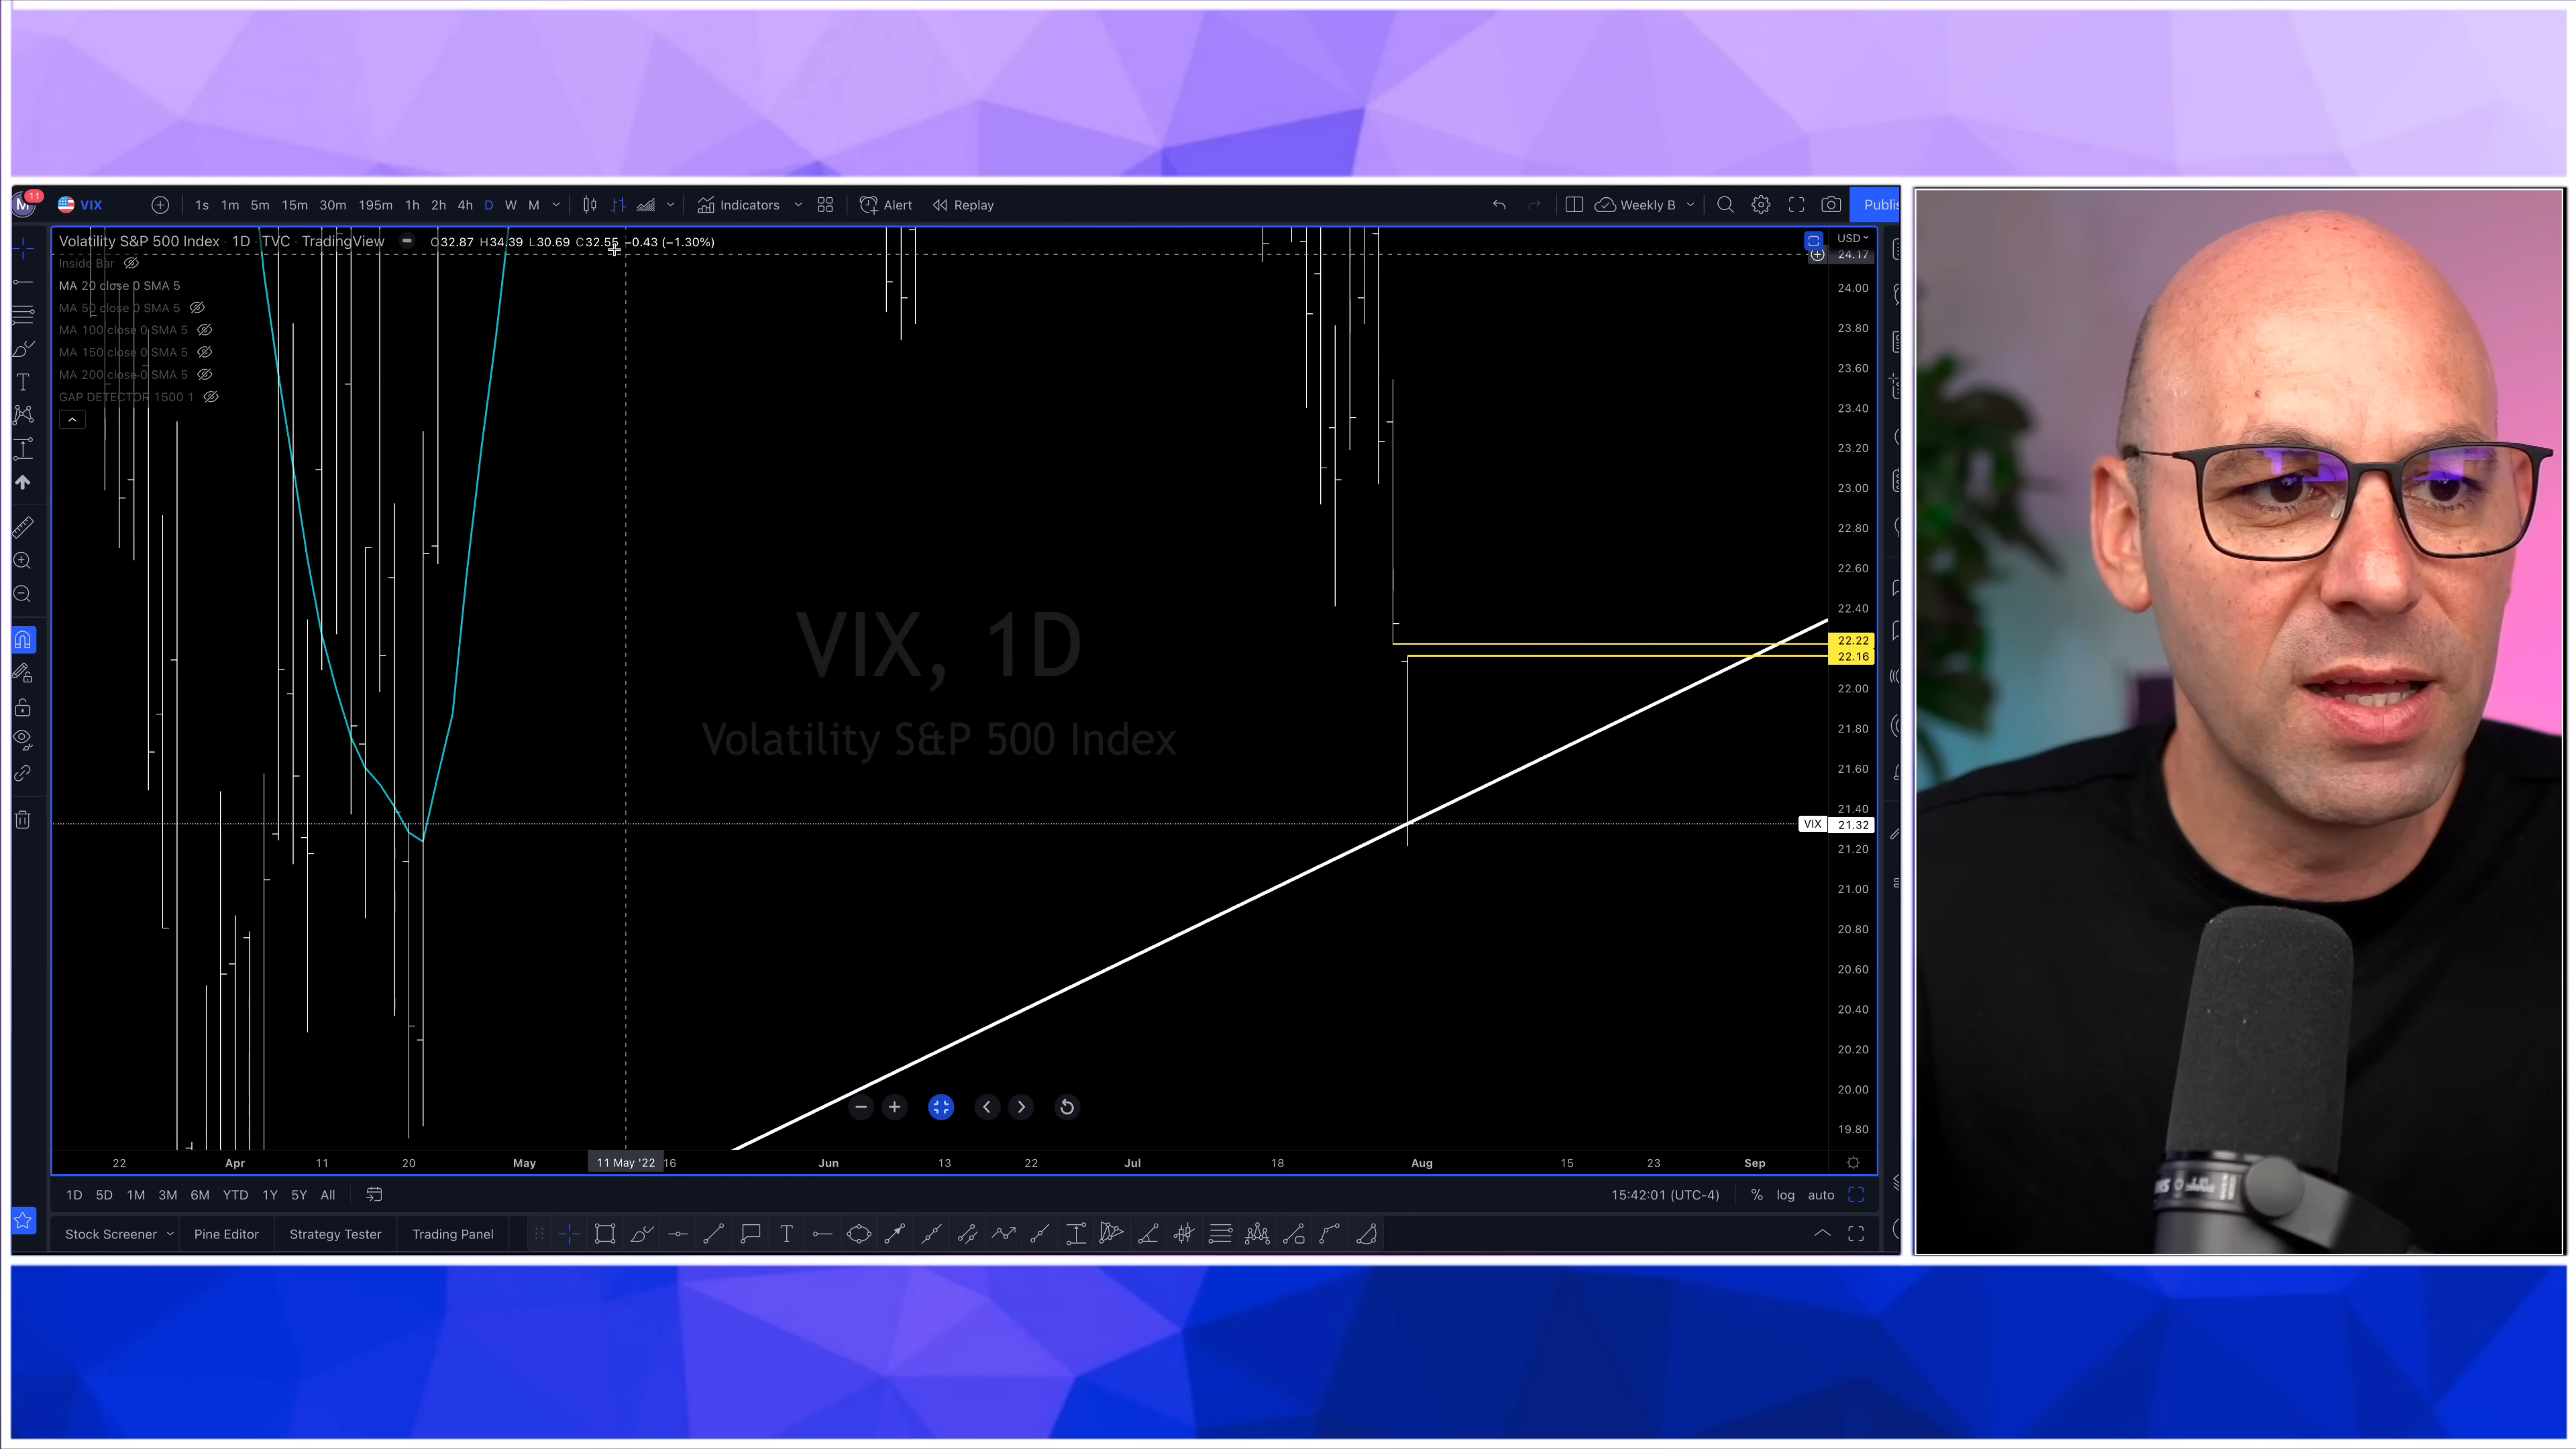 11
M
VIX
1s 1m 5m 15m 30m 195m 1h 2h 4h D W M
Indicators
Alert
Replay
Weekly B
Volatility S&P 500 Index · 1D · TVC · TradingView
O32.87 H34.39 L30.69 C32.55 −0.43 (−1.30%)
USD
24.17
Inside Bar
MA 20 close 0 SMA 5
MA 50 close 0 SMA 5
MA 100 close 0 SMA 5
MA 150 close 0 SMA 5
MA 200 close 0 SMA 5
GAP DETECTOR 1500 1
VIX, 1D
Volatility S&P 500 Index
24.00
23.80
23.60
23.40
23.20
23.00
22.80
22.60
22.40
22.22
22.16
22.00
21.80
21.60
21.40
VIX 21.32
21.20
21.00
20.80
20.60
20.40
20.20
20.00
19.80
22 Apr 11 20 May 11 May '22 16 Jun 13 22 Jul 18 Aug 15 23 Sep
1D 5D 1M 3M 6M YTD 1Y 5Y All
15:42:01 (UTC-4) % log auto
Stock Screener Pine Editor Strategy Tester Trading Panel